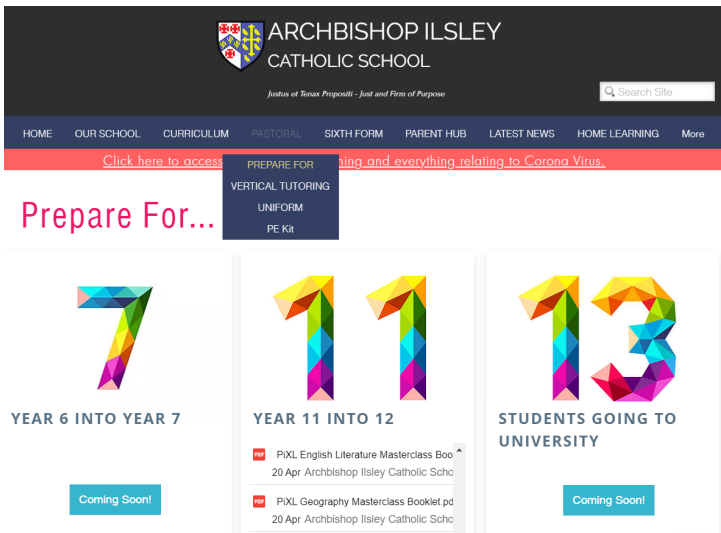 ARCHBISHOP ILSLEY
CATHOLIC SCHOOL
Justus et Tenax Propositi - Just and Firm of Purpose
Search Site
HOME OUR SCHOOL CURRICULUM PASTORAL SIXTH FORM PARENT HUB LATEST NEWS HOME LEARNING More
Click here to access ning and everything relating to Corona Virus.
PREPARE FOR
VERTICAL TUTORING
UNIFORM
PE Kit
Prepare For...
7 11 13
YEAR 6 INTO YEAR 7
YEAR 11 INTO 12
STUDENTS GOING TO
UNIVERSITY
PDF PiXL English Literature Masterclass Boo
20 Apr Archbishop Ilsley Catholic Scho
PDF PiXL Geography Masterclass Booklet.pd
20 Apr Archbishop Ilsley Catholic Scho
Coming Soon!
Coming Soon!